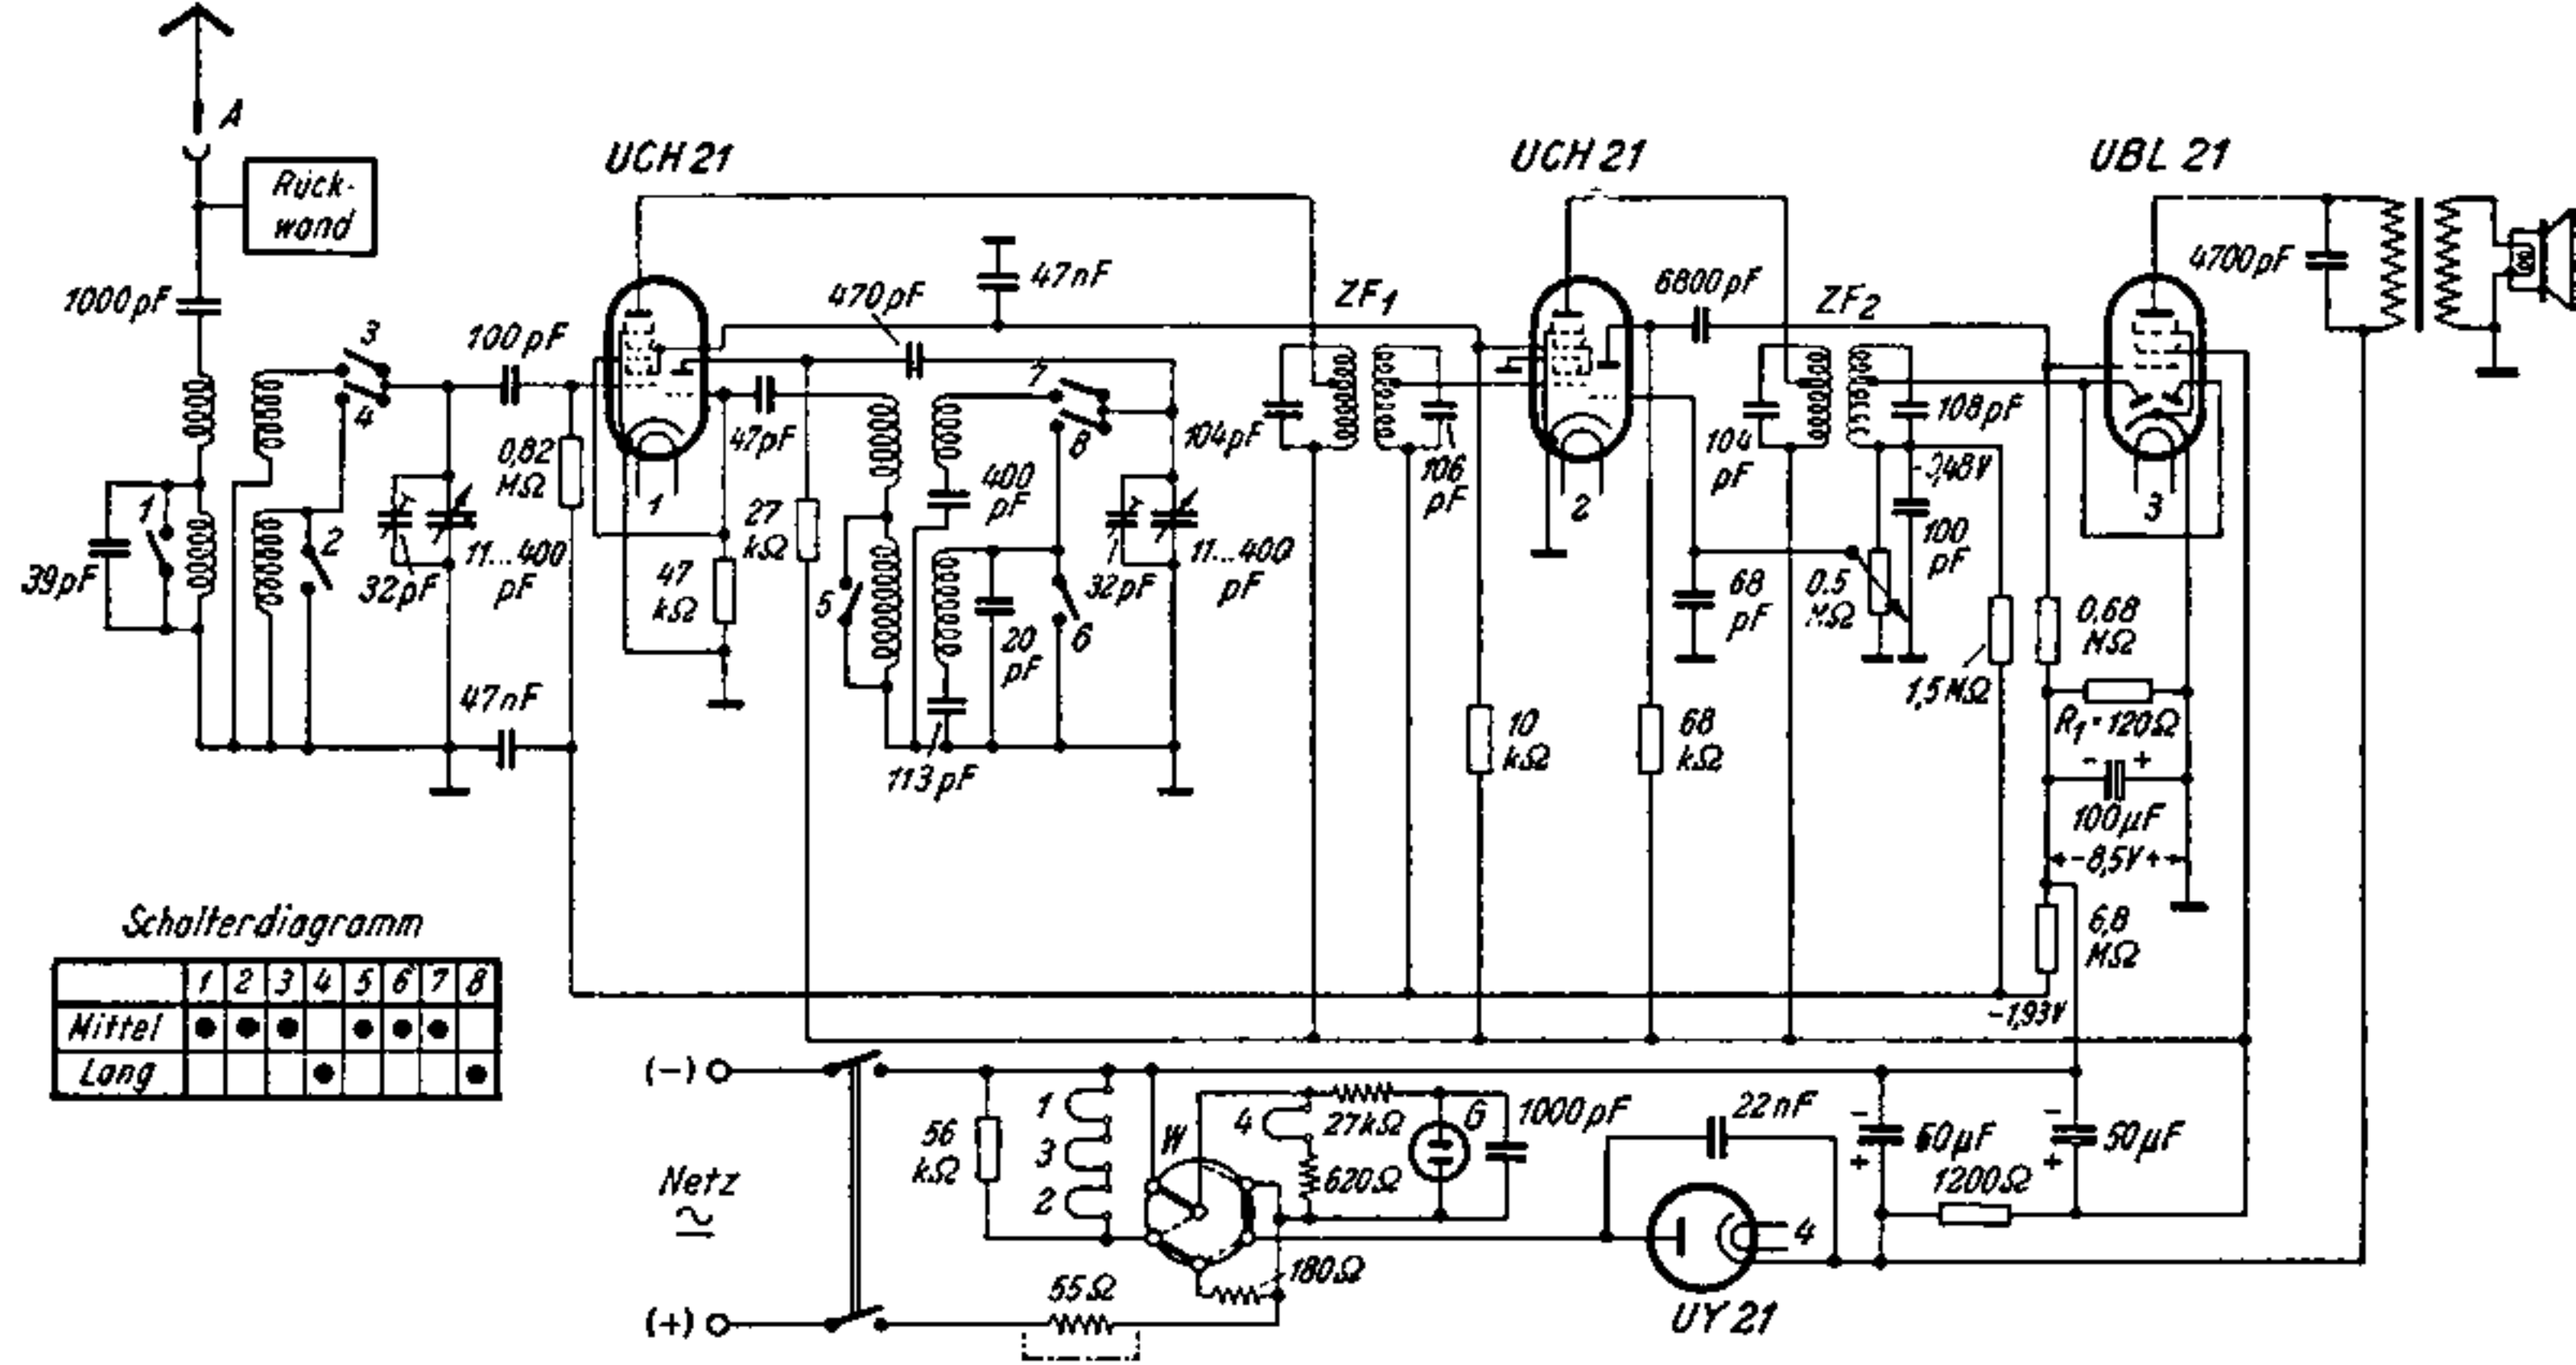 A
Rück-
wand
1000pF
39pF
1
2
3
4
32pF
11...400
pF
100pF
0,82
MΩ
47nF
UCH 21
1
47pF
470pF
47nF
27
kΩ
47
kΩ
5
400
pF
20
pF
113pF
7
8
6
32pF
11...400
pF
ZF1
104pF
106
pF
UCH 21
2
10
kΩ
68
kΩ
6800pF
68
pF
ZF2
104
pF
108pF
100
pF
0.5
MΩ
1,5MΩ
UBL 21
3
4700pF
0,68
MΩ
R1 = 120Ω
- +
100µF
-8,5V+
6,8
MΩ
-1,93V
Schalterdiagramm
1 2 3 4 5 6 7 8
Mittel
Lang
(-)
Netz
(+)
56
kΩ
1
3
2
W
4
27kΩ
620Ω
G
1000pF
180Ω
55Ω
22nF
4
UY 21
-
50µF
+
1200Ω
-
50µF
+